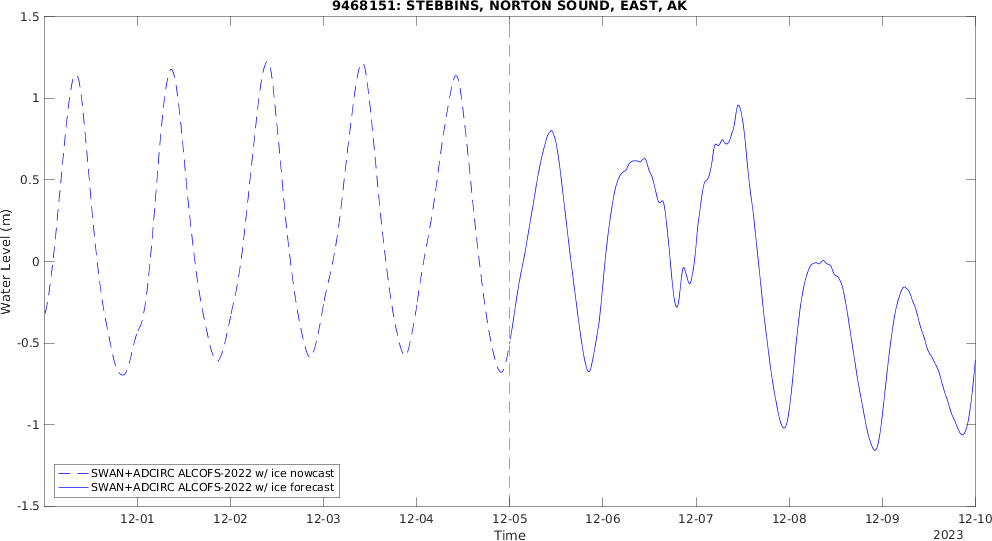 9468151: STEBBINS, NORTON SOUND, EAST, AK
1.5
1
0.5
0
-0.5
-1
-1.5
Water Level (m)
SWAN+ADCIRC ALCOFS-2022 w/ ice nowcast
SWAN+ADCIRC ALCOFS-2022 w/ ice forecast
12-01 12-02 12-03 12-04 12-05 12-06 12-07 12-08 12-09 12-10
Time
2023